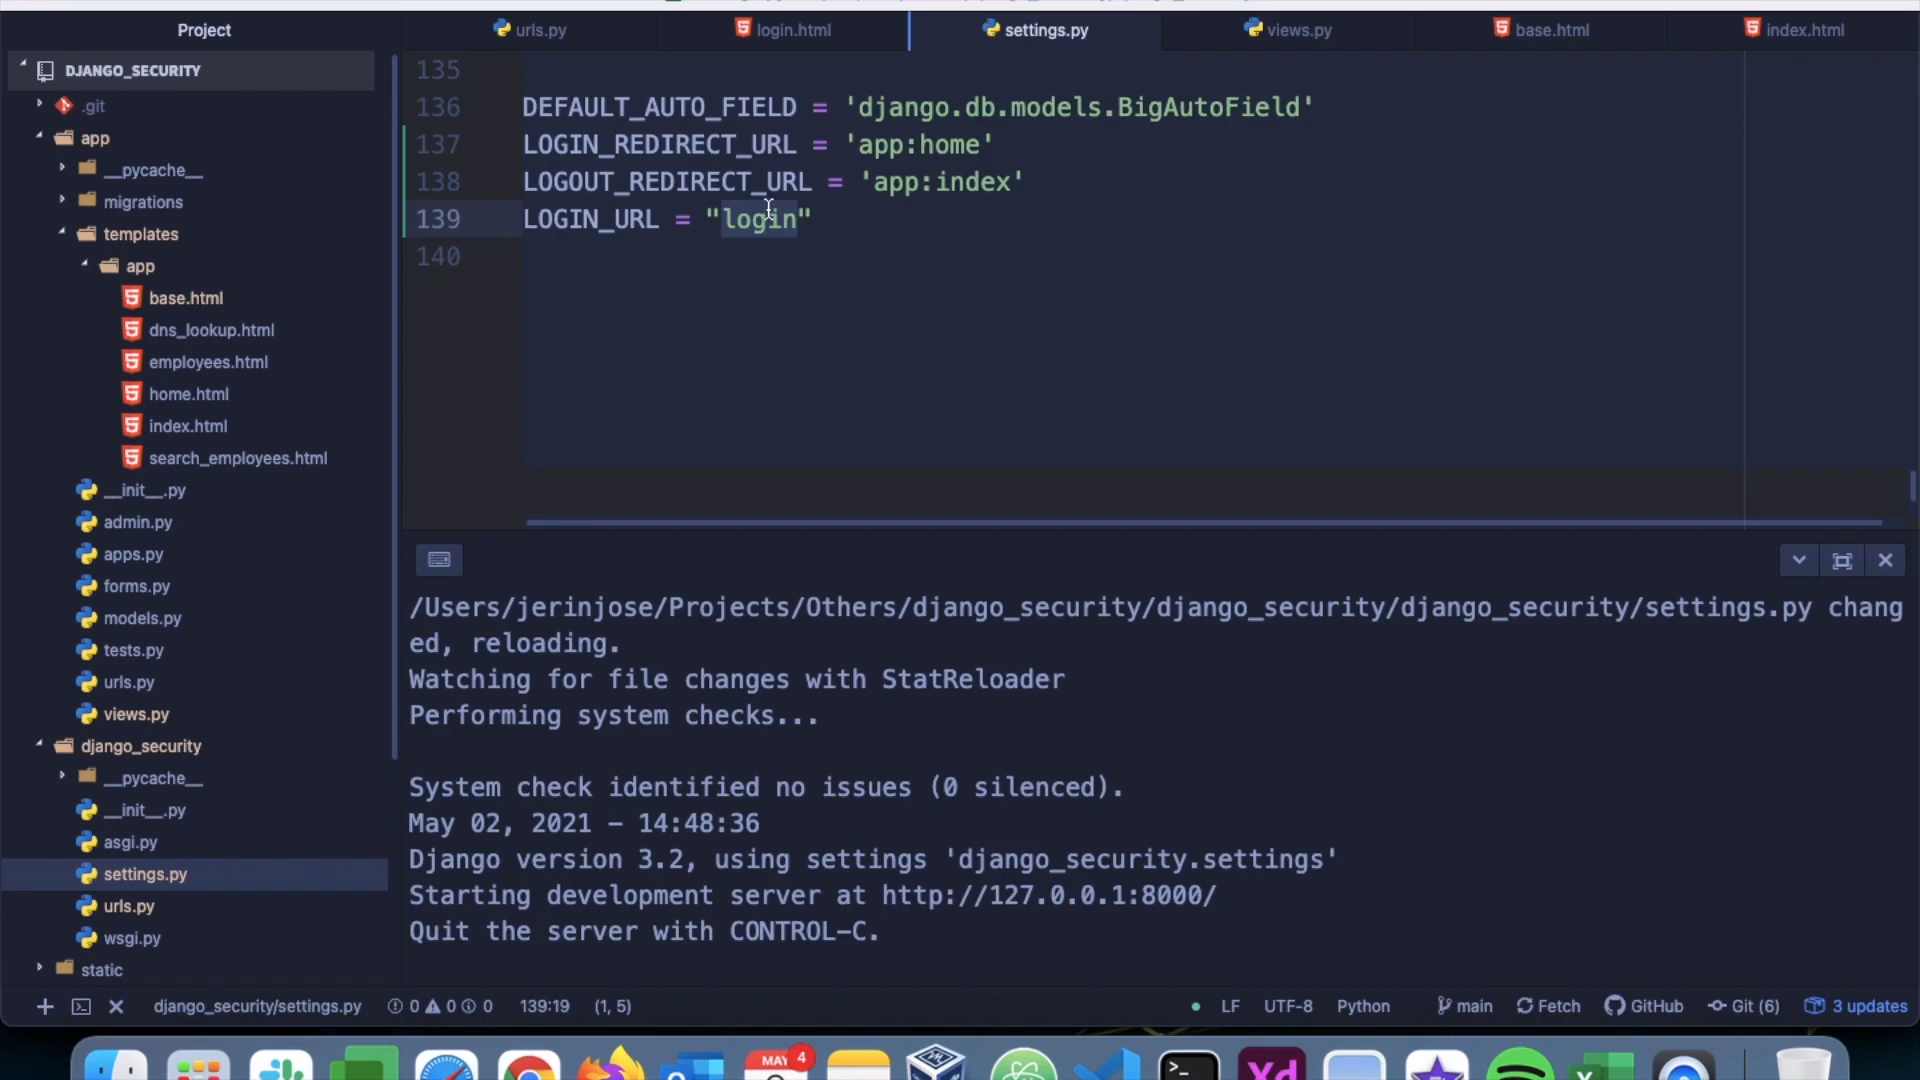 Project
urls.py
login.html
settings.py
views.py
base.html
index.html
DJANGO_SECURITY
.git
app
__pycache__
migrations
templates
app
base.html
dns_lookup.html
employees.html
home.html
index.html
search_employees.html
__init__.py
admin.py
apps.py
forms.py
models.py
tests.py
urls.py
views.py
django_security
__pycache__
__init__.py
asgi.py
settings.py
urls.py
wsgi.py
static
135
136 DEFAULT_AUTO_FIELD = 'django.db.models.BigAutoField'
137 LOGIN_REDIRECT_URL = 'app:home'
138 LOGOUT_REDIRECT_URL = 'app:index'
139 LOGIN_URL = "login"
140
/Users/jerinjose/Projects/Others/django_security/django_security/django_security/settings.py chang
ed, reloading.
Watching for file changes with StatReloader
Performing system checks...
System check identified no issues (0 silenced).
May 02, 2021 - 14:48:36
Django version 3.2, using settings 'django_security.settings'
Starting development server at http://127.0.0.1:8000/
Quit the server with CONTROL-C.
django_security/settings.py 0 0 0 139:19 (1, 5) LF UTF-8 Python main Fetch GitHub Git (6) 3 updates
MAY 4
Xd